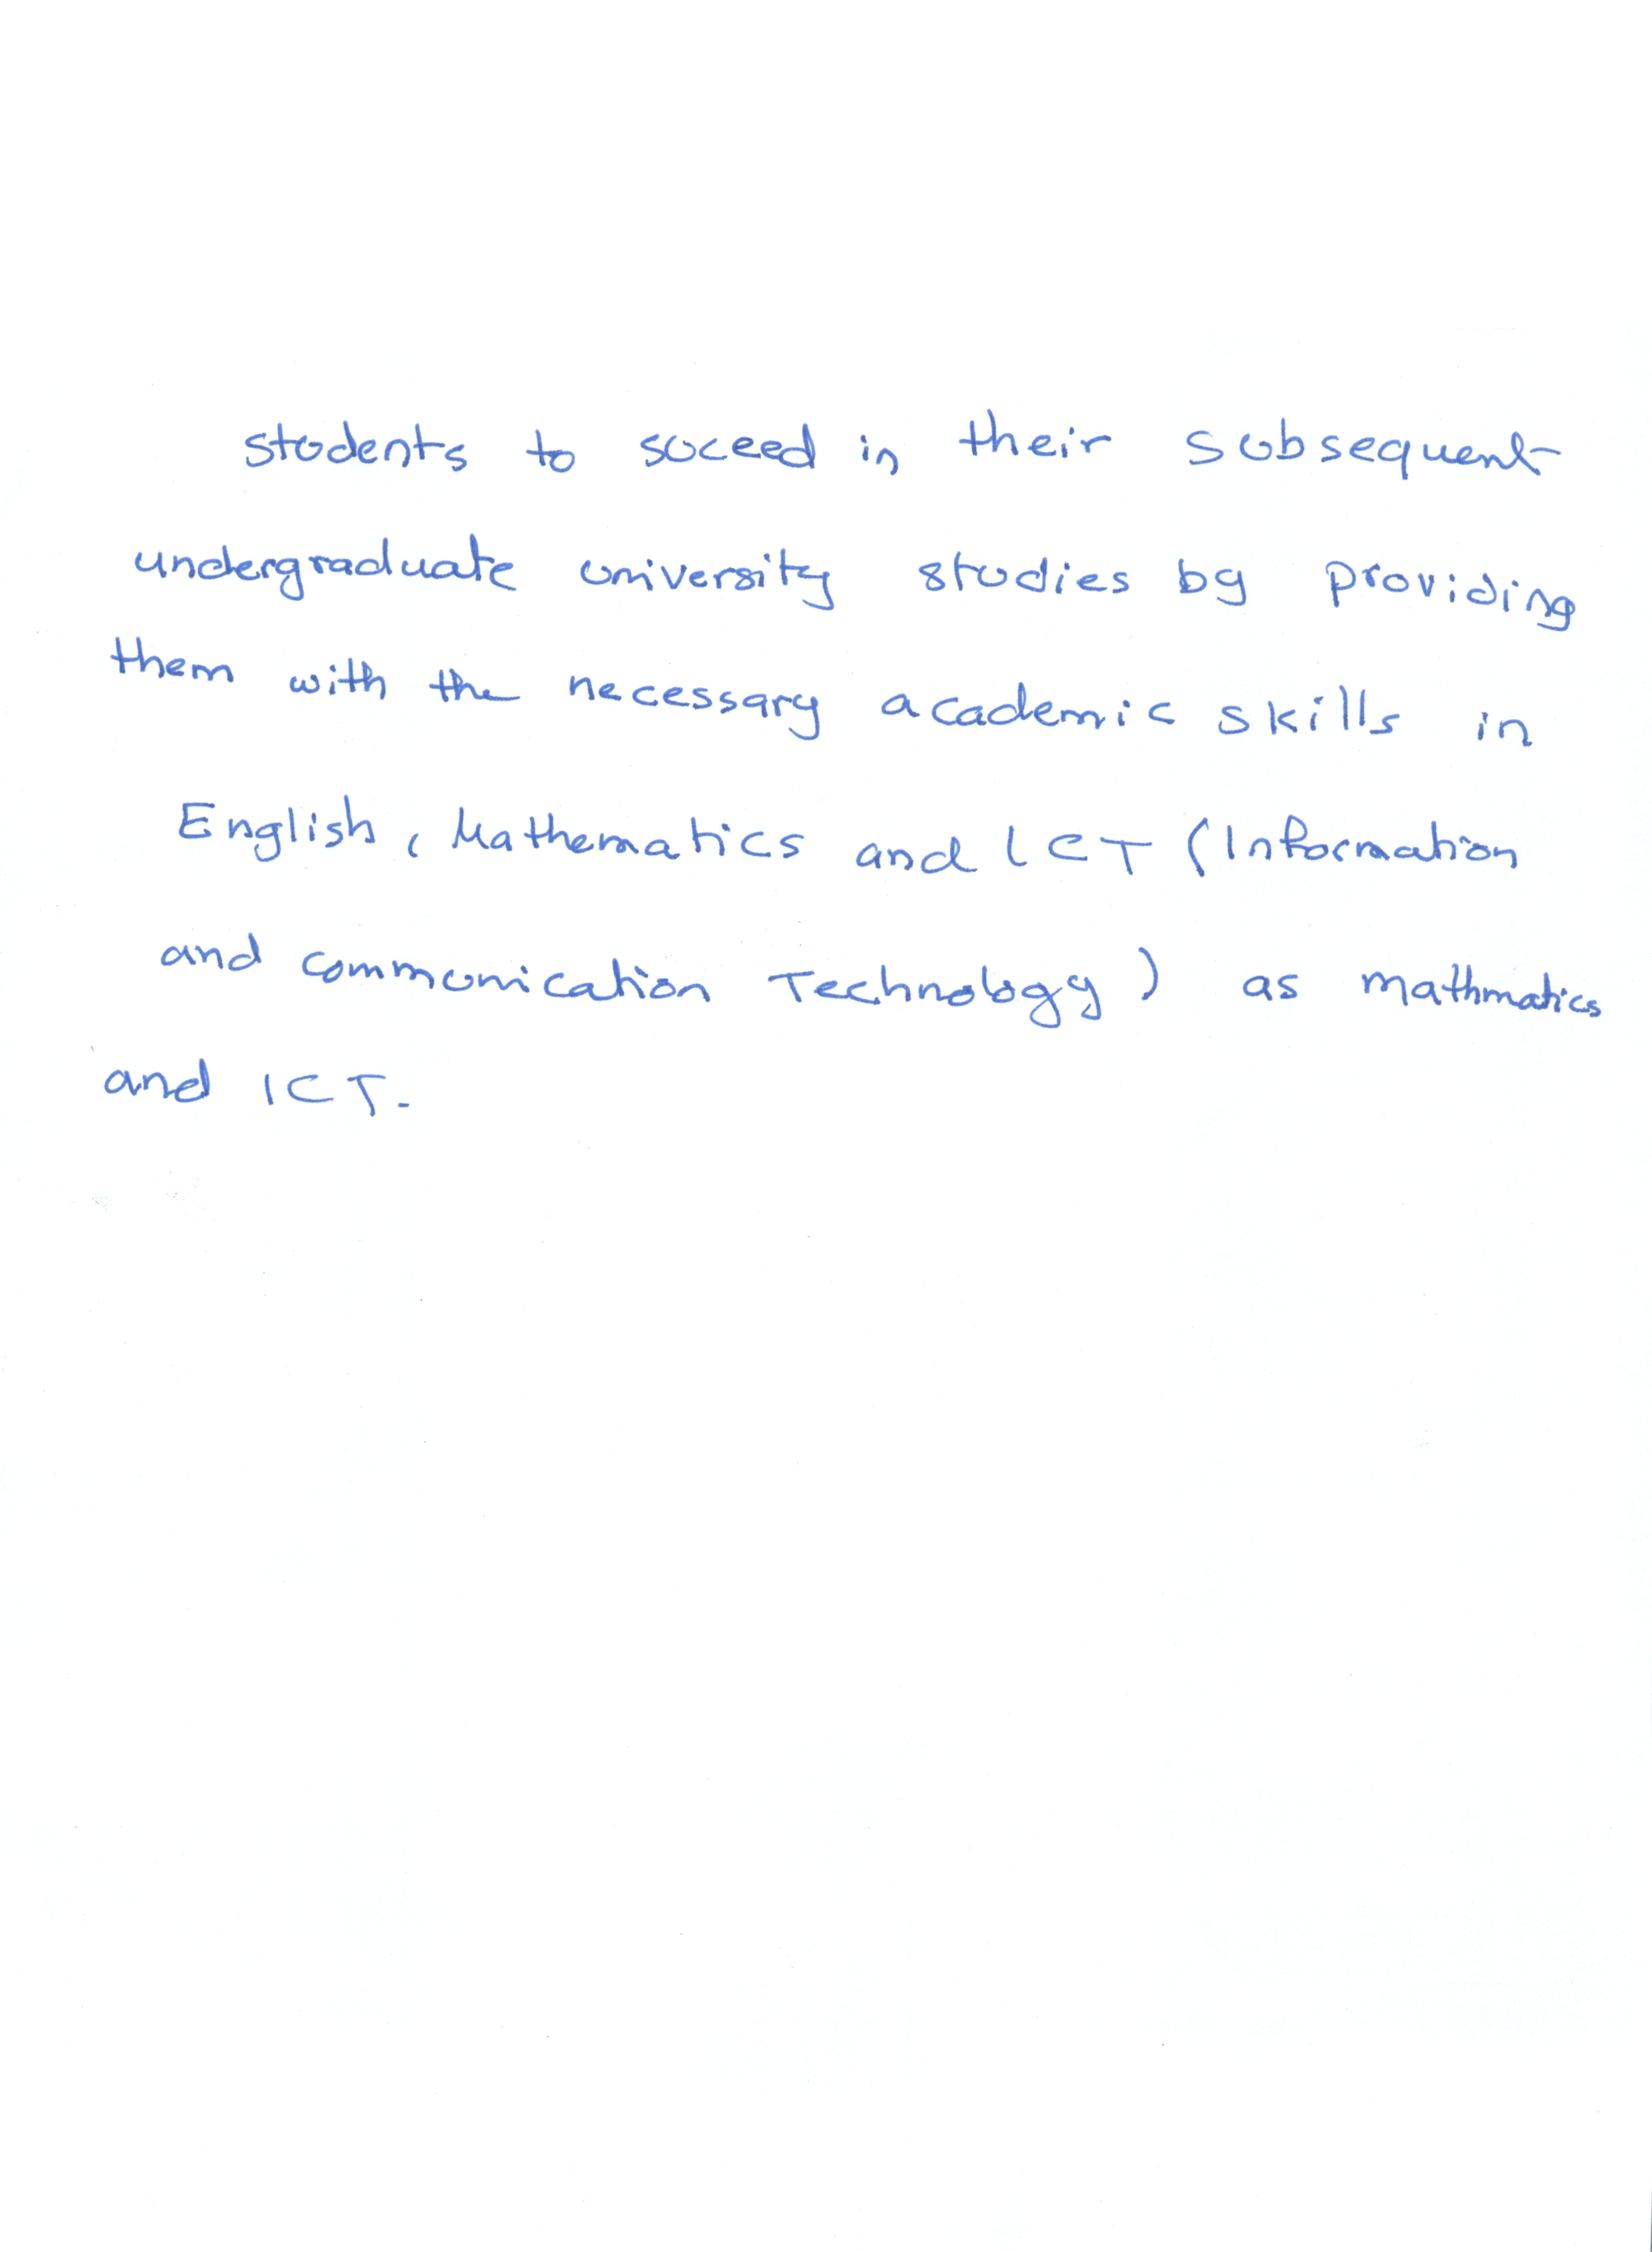 students to succeed in their subsequent
undergraduate university studies by providing
them with the necessary academic skills in
English, Mathematics and ICT (Information
and communication Technology) as mathmatics
and ICT.